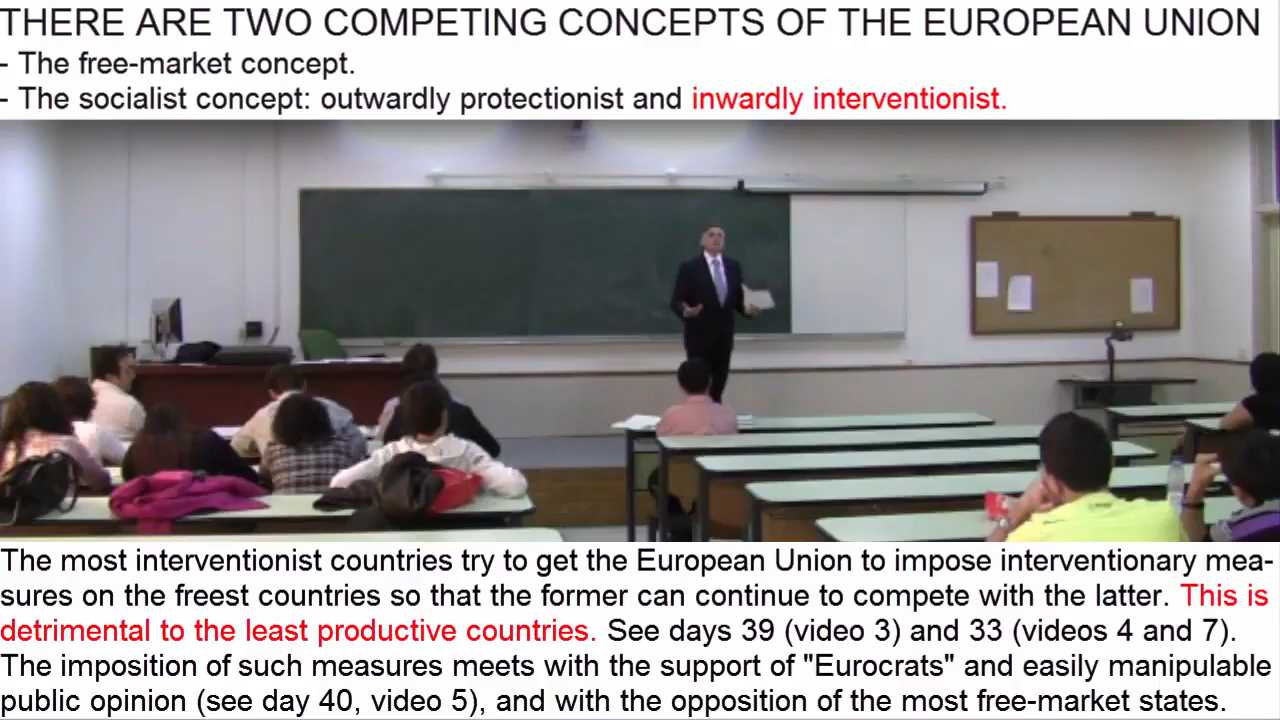 THERE ARE TWO COMPETING CONCEPTS OF THE EUROPEAN UNION
- The free-market concept.
- The socialist concept: outwardly protectionist and inwardly interventionist.
The most interventionist countries try to get the European Union to impose interventionary mea-
sures on the freest countries so that the former can continue to compete with the latter. This is
detrimental to the least productive countries. See days 39 (video 3) and 33 (videos 4 and 7).
The imposition of such measures meets with the support of "Eurocrats" and easily manipulable
public opinion (see day 40, video 5), and with the opposition of the most free-market states.